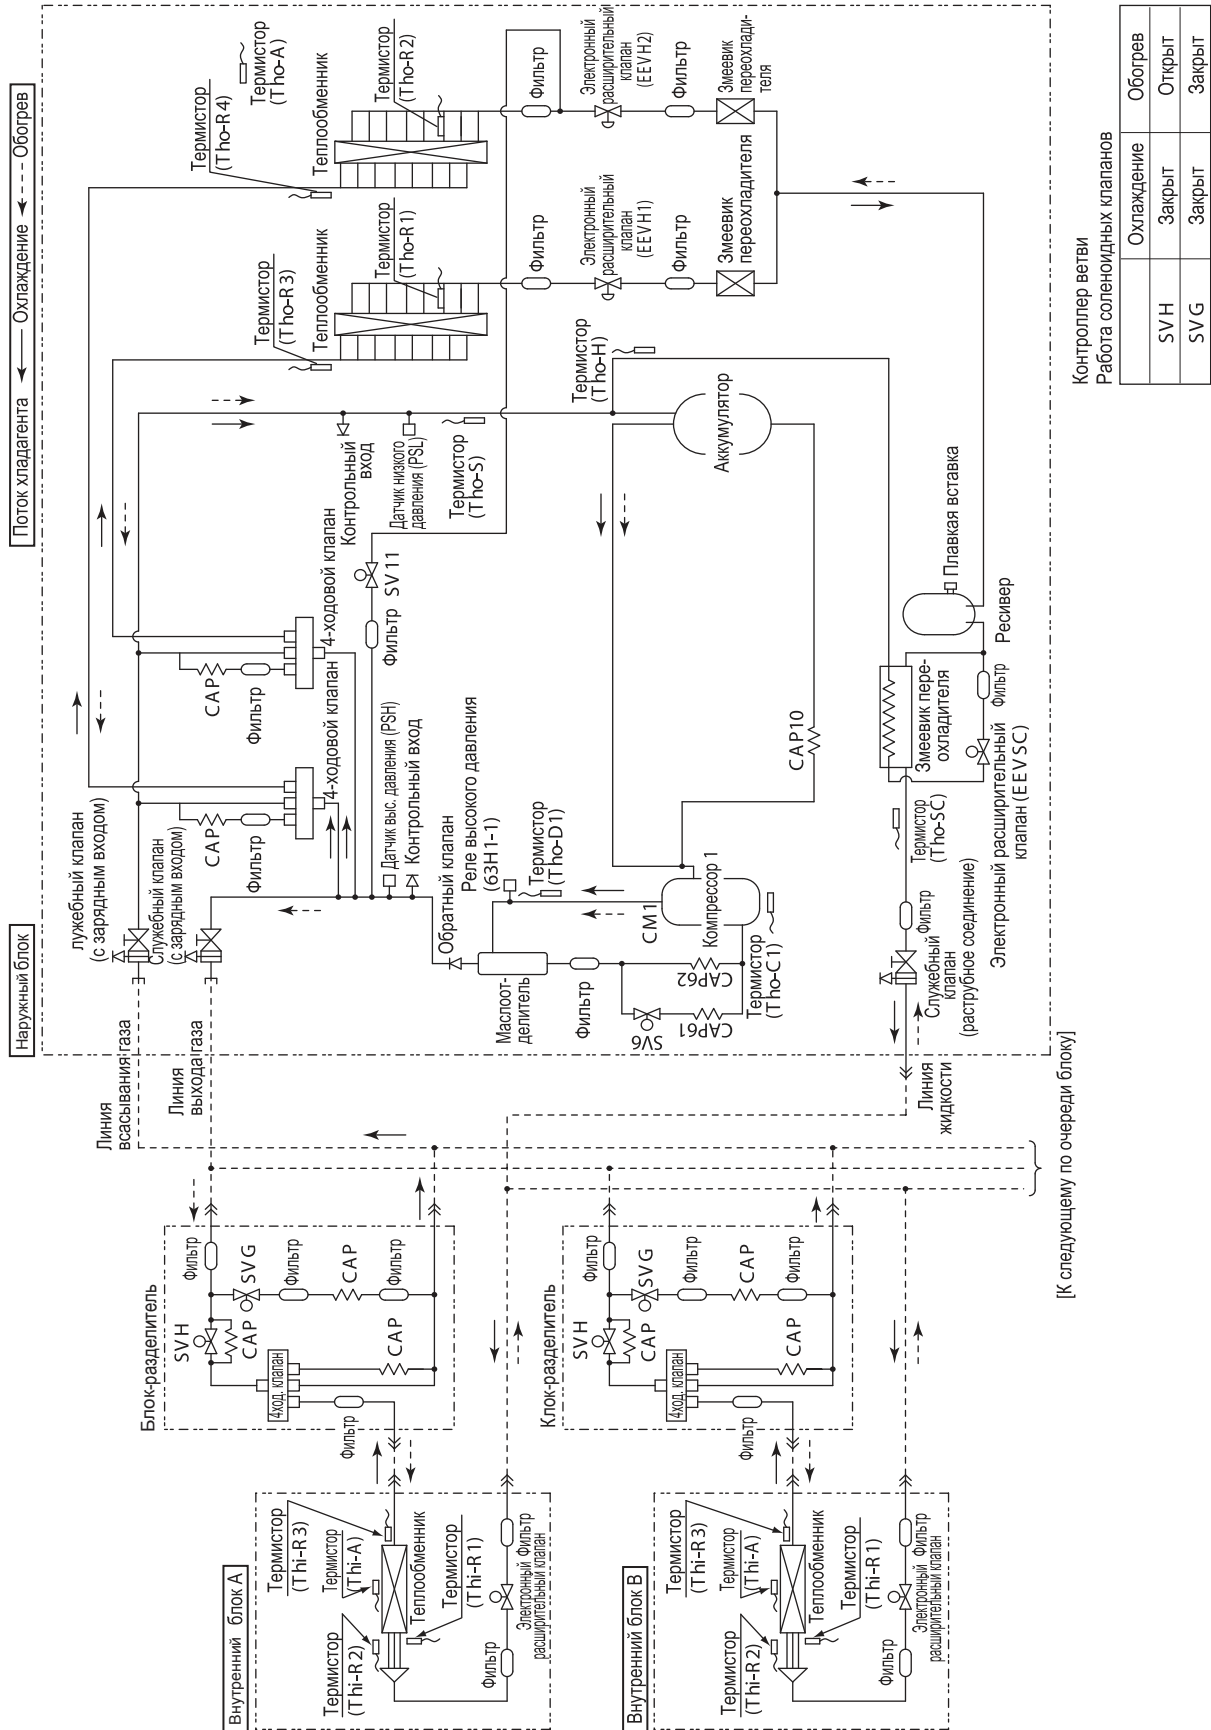 Поток хладагента
Охлаждение
Обогрев
Наружный блок
лужебный клапан
(с зарядным входом)
Служебный клапан
(с зарядным входом)
CAP
Фильтр
4-ходовой клапан
CAP
Фильтр
4-ходовой клапан
Термистор
(Tho-R4)
Термистор
(Tho-A)
Теплообменник
Термистор
(Tho-R2)
Термистор
(Tho-R3)
Теплообменник
Термистор
(Tho-R1)
Фильтр
Электронный
расширительный
клапан
(EEVH2)
Фильтр
Змеевик
переохлади-
теля
Фильтр
Электронный
расширительный
клапан
(EEVH1)
Фильтр
Змеевик
переохладителя
Контрольный
вход
Датчик низкого
давления (PSL)
Термистор
(Tho-S)
Термистор
(Tho-H)
SV11
Фильтр
Датчик выс. давления (PSH)
Контрольный вход
Обратный клапан
Реле высокого давления
(63H1-1)
Термистор
(Tho-D1)
Аккумулятор
CAP10
CM1
Компрессор 1
Термистор
(Tho-C1)
Маслоот-
делитель
Фильтр
CAP62
CAP61
SV6
Плавкая вставка
Ресивер
Змеевик пере-
охладителя
Фильтр
Электронный расширительный
клапан (EEVSC)
Термистор
(Tho-SC)
Фильтр
Служебный
клапан
(раструбное соединение)
Линия
всасывания газа
Линия
выхода газа
Линия
жидкости
[К следующему по очереди блоку]
Блок-разделитель
Фильтр
SVH
SVG
CAP
Фильтр
CAP
Фильтр
CAP
4ход. клапан
Фильтр
Клок-разделитель
Фильтр
SVH
SVG
CAP
Фильтр
CAP
Фильтр
CAP
4ход. клапан
Фильтр
Внутренний блок A
Термистор
(Thi-R3)
Термистор
(Thi-A)
Термистор
(Thi-R2)
Теплообменник
Термистор
(Thi-R1)
Фильтр
Электронный
расширительный клапан
Фильтр
Внутренний блок B
Термистор
(Thi-R3)
Термистор
(Thi-A)
Термистор
(Thi-R2)
Теплообменник
Термистор
(Thi-R1)
Фильтр
Электронный
расширительный клапан
Фильтр
Контроллер ветви
Работа соленоидных клапанов
Охлаждение Обогрев
SVH Закрыт Открыт
SVG Закрыт Закрыт